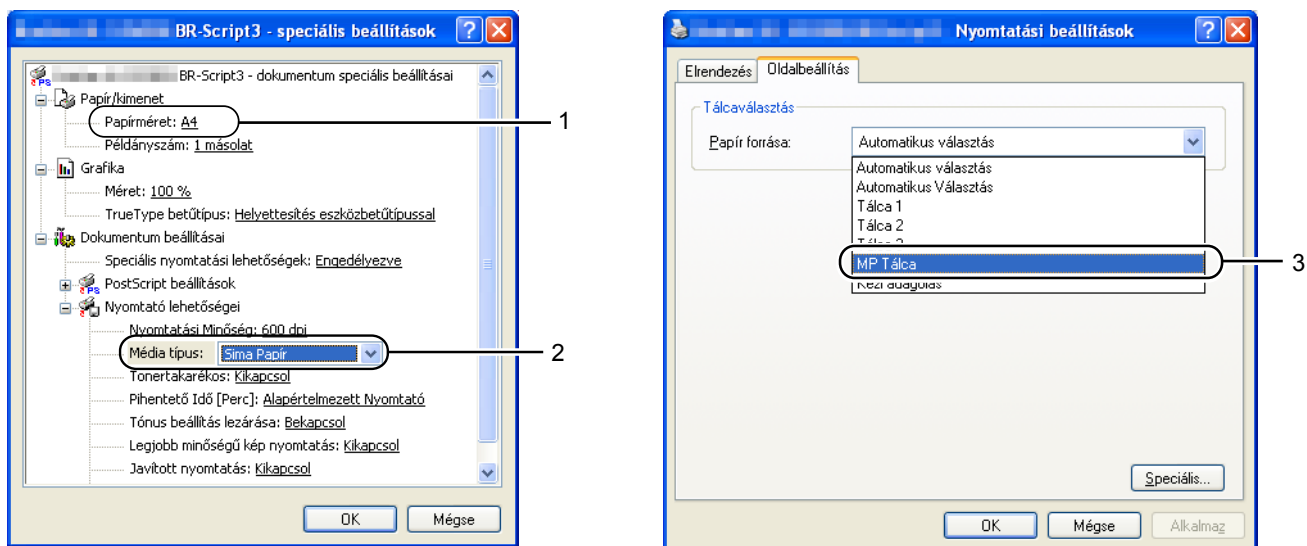 BR-Script3 - speciális beállítások
BR-Script3 - dokumentum speciális beállításai
Papír/kimenet
Papírméret: A4
1
Példányszám: 1 másolat
Grafika
Méret: 100 %
TrueType betűtípus: Helyettesítés eszközbetűtípussal
Dokumentum beállításai
Speciális nyomtatási lehetőségek: Engedélyezve
PostScript beállítások
Nyomtató lehetőségei
Nyomtatási Minőség: 600 dpi
Média típus: Sima Papír
2
Tonertakarékos: Kikapcsol
Pihentető Idő [Perc]: Alapértelmezett Nyomtató
Tónus beállítás lezárása: Bekapcsol
Legjobb minőségű kép nyomtatás: Kikapcsol
Javított nyomtatás: Kikapcsol
OK Mégse
Nyomtatási beállítások
Elrendezés Oldalbeállítás
Tálcaválasztás
Papír forrása: Automatikus választás
Automatikus választás
Automatikus Választás
Tálca 1
Tálca 2
MP Tálca
3
Kézi adagolás
Speciális...
OK Mégse Alkalmaz